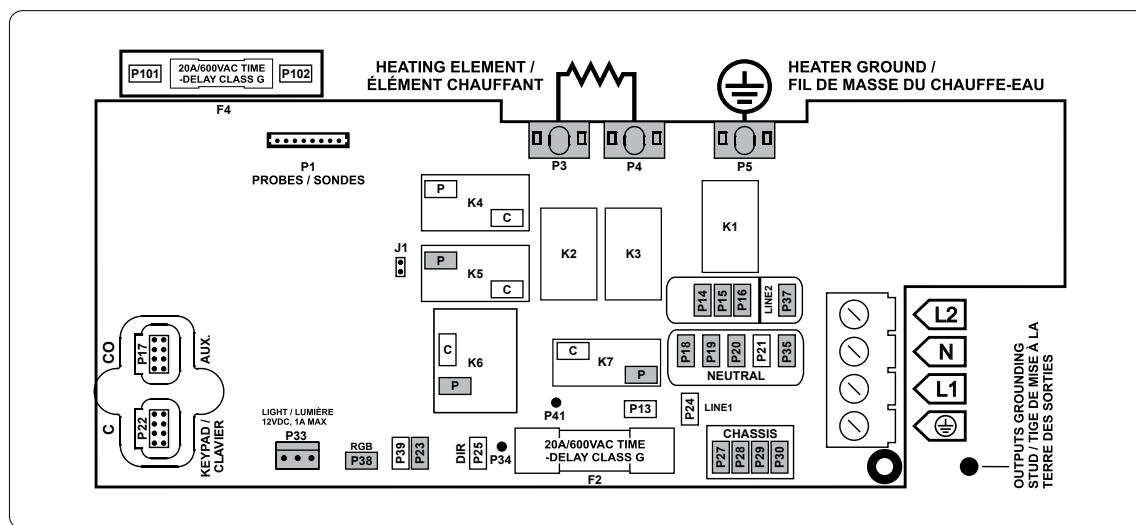 P101
20A/600VAC TIME
-DELAY CLASS G
P102
F4
HEATING ELEMENT /
ÉLÉMENT CHAUFFANT
HEATER GROUND /
FIL DE MASSE DU CHAUFFE-EAU
P1
PROBES / SONDES
P3
P4
P5
P
K4
C
J1
P
K5
C
K2
K3
K1
P14
P15
P16
LINE2
P37
P18
P19
P20
P21
P35
NEUTRAL
C
K6
P
C
K7
P
L2
N
L1
CO
P17
AUX.
C
P22
KEYPAD /
CLAVIER
LIGHT / LUMIÈRE
12VDC, 1A MAX
P33
RGB
P38
P39
P23
DIR
P25
P34
P41
P13
P24
LINE1
20A/600VAC TIME
-DELAY CLASS G
F2
CHASSIS
P27
P28
P29
P30
OUTPUTS GROUNDING
STUD / TIGE DE MISE À LA
TERRE DES SORTIES